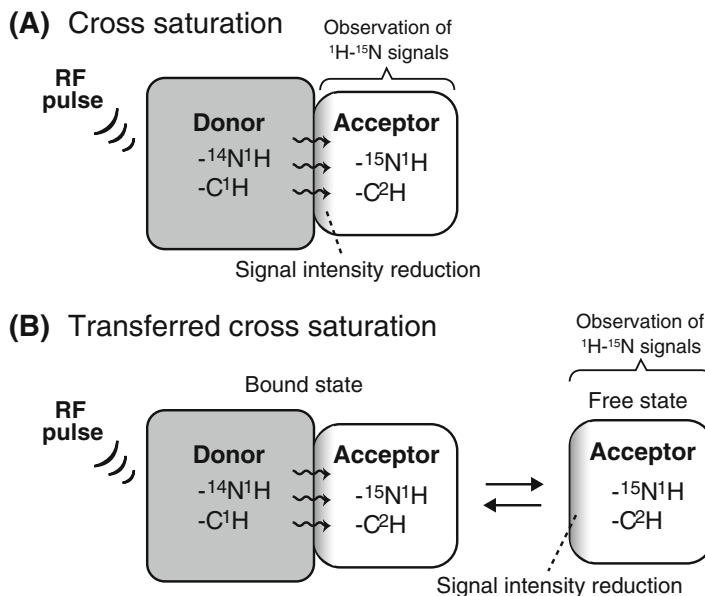 (A) Cross saturation
Observation of
¹H-¹⁵N signals
RF
pulse
Donor
-¹⁴N¹H
-C¹H
Acceptor
-¹⁵N¹H
-C²H
Signal intensity reduction
(B) Transferred cross saturation
Observation of
¹H-¹⁵N signals
Bound state
Free state
RF
pulse
Donor
-¹⁴N¹H
-C¹H
Acceptor
-¹⁵N¹H
-C²H
Acceptor
-¹⁵N¹H
-C²H
Signal intensity reduction